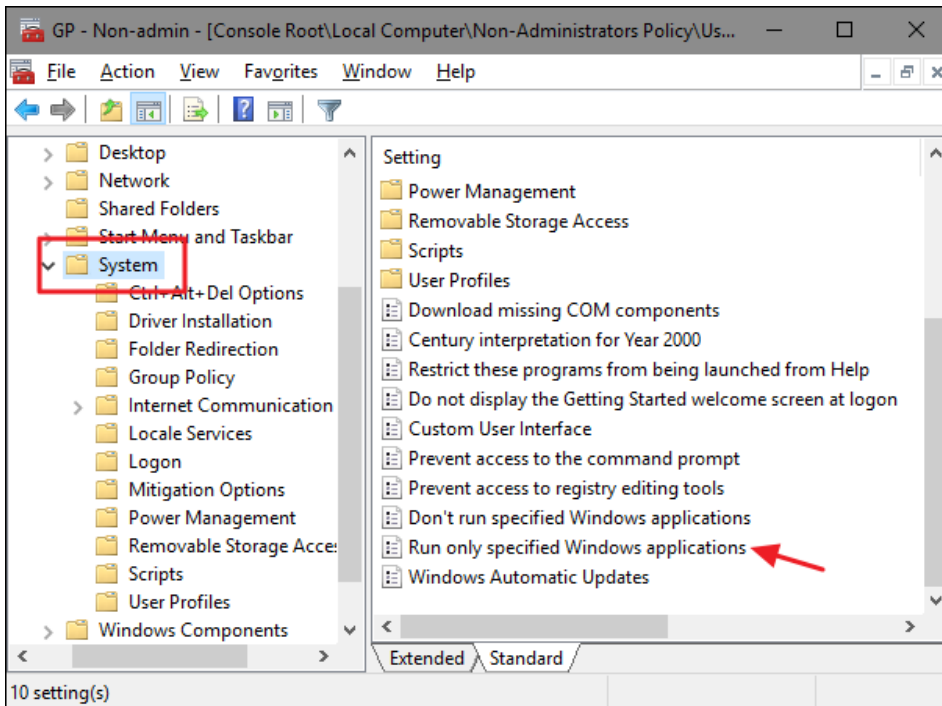 GP - Non-admin - [Console Root\Local Computer\Non-Administrators Policy\Us...
File Action View Favorites Window Help
Desktop
Network
Shared Folders
Start Menu and Taskbar
System
Ctrl+Alt+Del Options
Driver Installation
Folder Redirection
Group Policy
Internet Communication
Locale Services
Logon
Mitigation Options
Power Management
Removable Storage Acce
Scripts
User Profiles
Windows Components
Setting
Power Management
Removable Storage Access
Scripts
User Profiles
Download missing COM components
Century interpretation for Year 2000
Restrict these programs from being launched from Help
Do not display the Getting Started welcome screen at logon
Custom User Interface
Prevent access to the command prompt
Prevent access to registry editing tools
Don't run specified Windows applications
Run only specified Windows applications
Windows Automatic Updates
Extended Standard
10 setting(s)